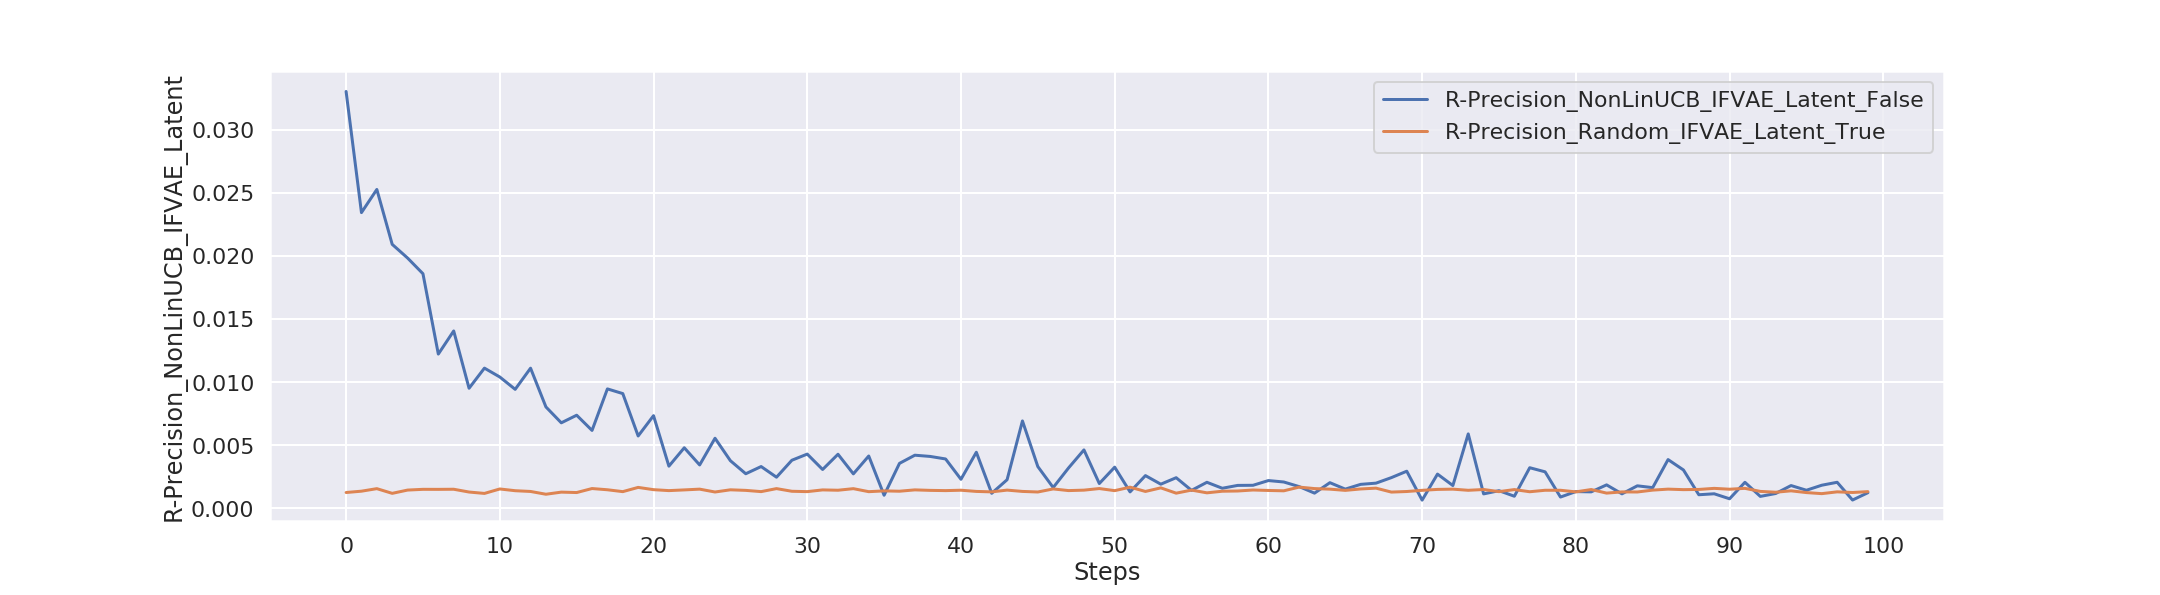 R-Precision_NonLinUCB_IFVAE_Latent
0.030
0.025
0.020
0.015
0.010
0.005
0.000
R-Precision_NonLinUCB_IFVAE_Latent_False
R-Precision_Random_IFVAE_Latent_True
0 10 20 30 40 50 60 70 80 90 100
Steps